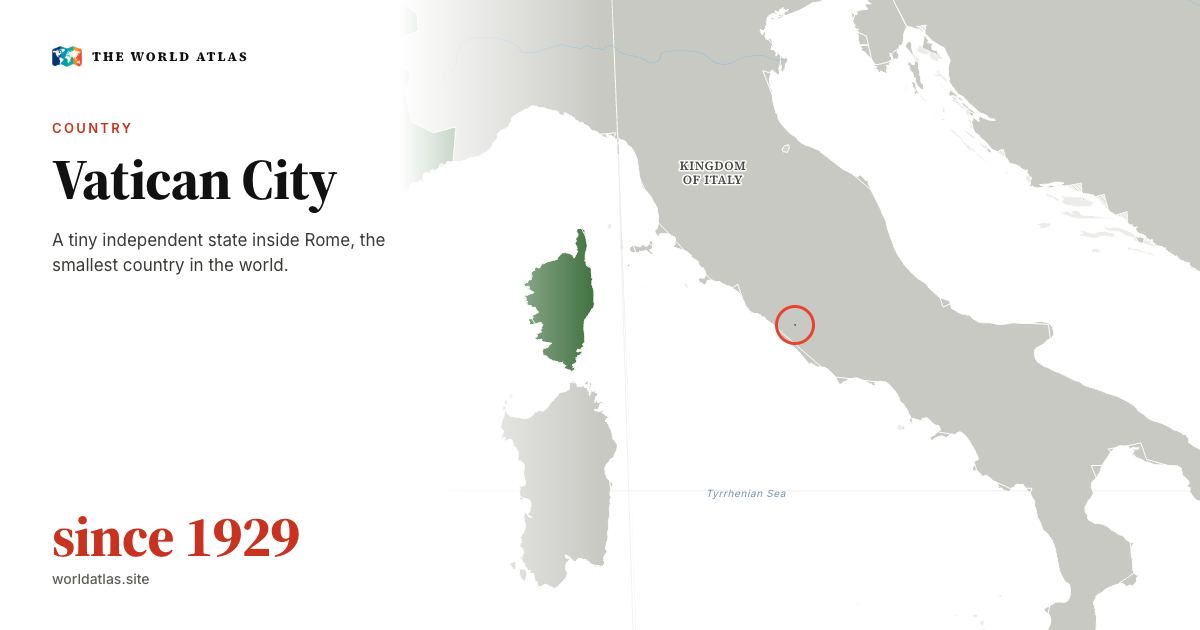 THE WORLD ATLAS
COUNTRY
Vatican City
A tiny independent state inside Rome, the
smallest country in the world.
since 1929
worldatlas.site
KINGDOM
OF ITALY
Tyrrhenian Sea